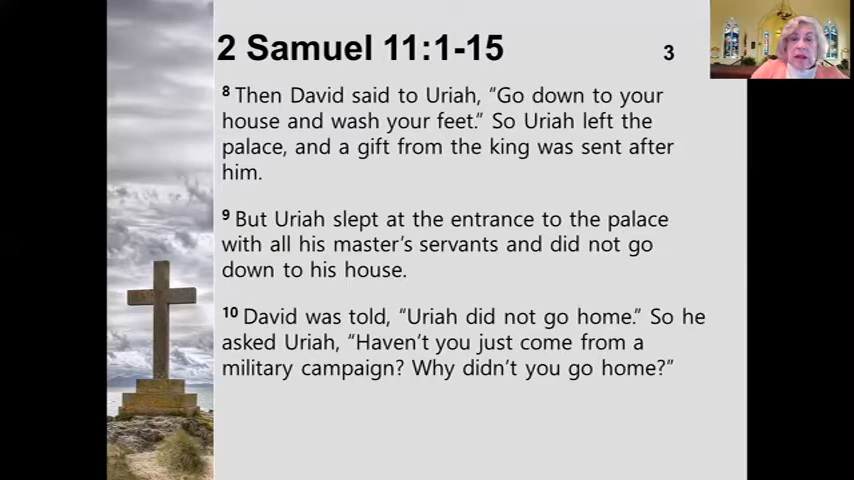 2 Samuel 11:1-15
3
8 Then David said to Uriah, “Go down to your
house and wash your feet.” So Uriah left the
palace, and a gift from the king was sent after
him.
9 But Uriah slept at the entrance to the palace
with all his master’s servants and did not go
down to his house.
10 David was told, “Uriah did not go home.” So he
asked Uriah, “Haven’t you just come from a
military campaign? Why didn’t you go home?”